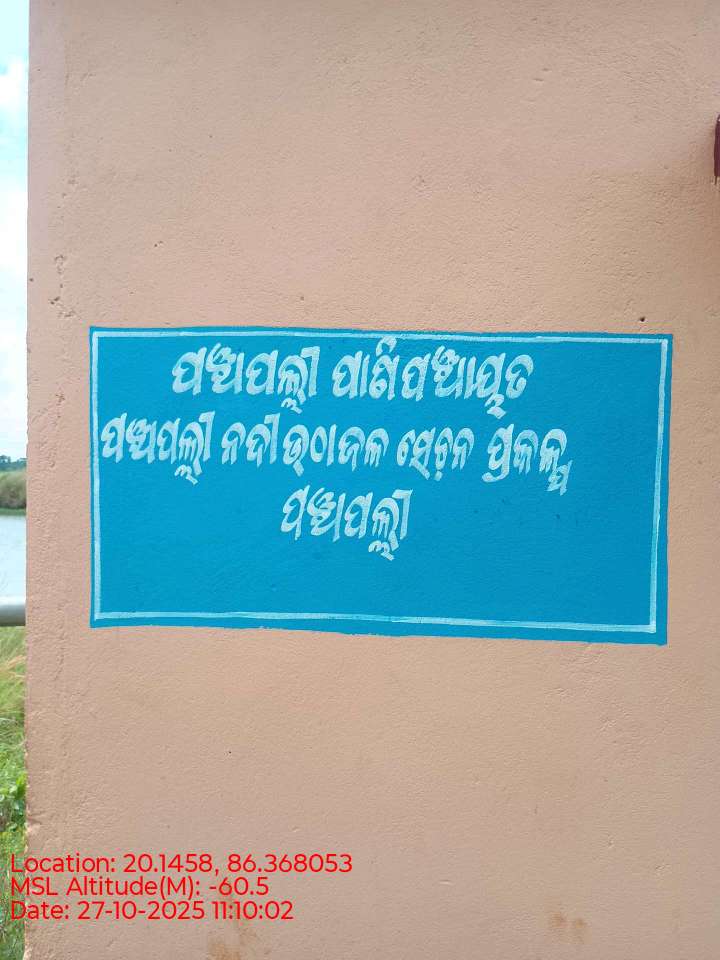 ପଞ୍ଚପଲ୍ଲୀ ପାଣିପଞ୍ଚାୟତ
ପଞ୍ଚପଲ୍ଲୀ ନଦୀ ଉଠାଜଳ ସେଚନ ପ୍ରକଳ୍ପ
ପଞ୍ଚପଲ୍ଲୀ
Location: 20.1458, 86.368053
MSL Altitude(M): -60.5
Date: 27-10-2025 11:10:02